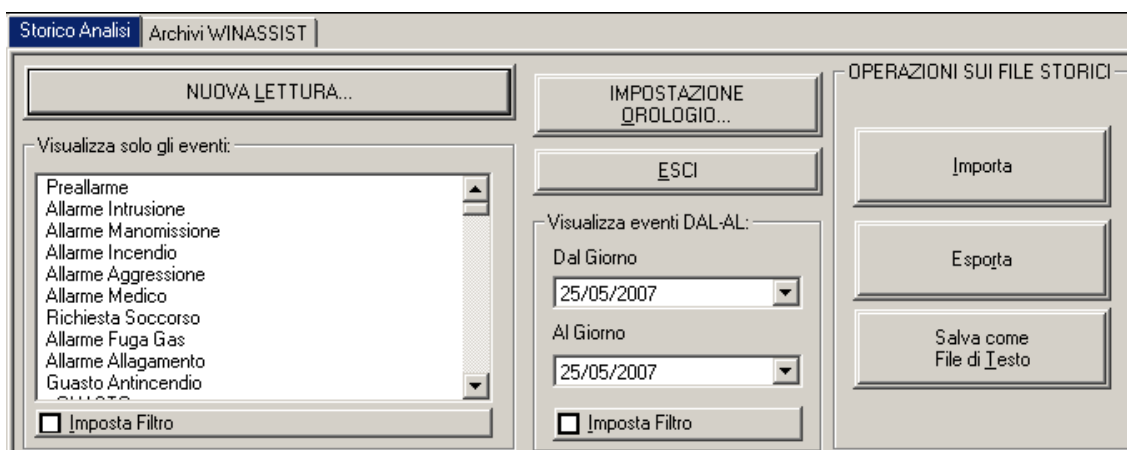 Storico Analisi
Archivi WINASSIST
NUOVA LETTURA...
Visualizza solo gli eventi:
Preallarme
Allarme Intrusione
Allarme Manomissione
Allarme Incendio
Allarme Aggressione
Allarme Medico
Richiesta Soccorso
Allarme Fuga Gas
Allarme Allagamento
Guasto Antincendio
Imposta Filtro
IMPOSTAZIONE
OROLOGIO...
ESCI
Visualizza eventi DAL-AL:
Dal Giorno
25/05/2007
Al Giorno
25/05/2007
Imposta Filtro
OPERAZIONI SUI FILE STORICI
Importa
Esporta
Salva come
File di Testo